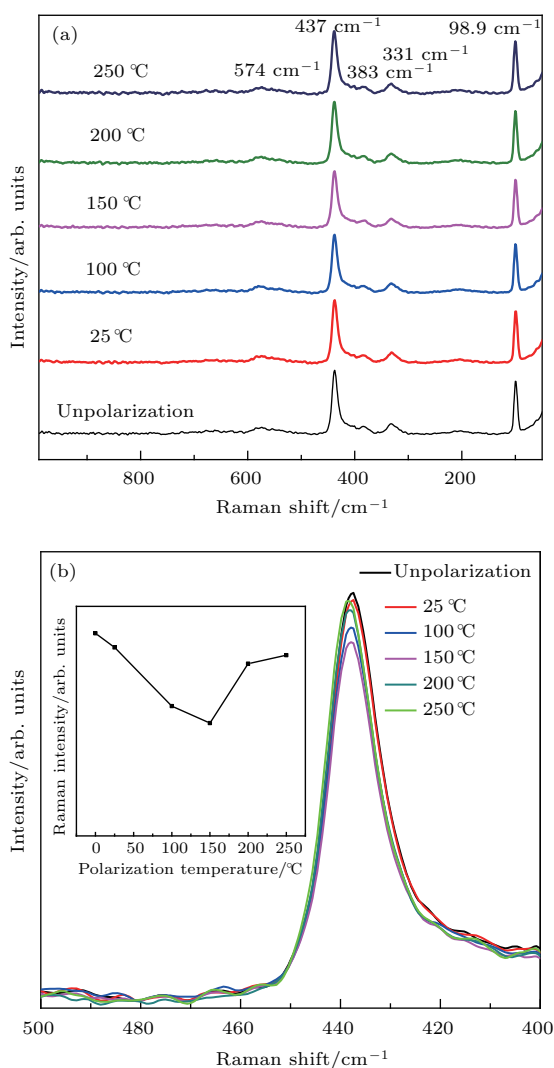 (a)
437 cm⁻¹
98.9 cm⁻¹
331 cm⁻¹
574 cm⁻¹
383 cm⁻¹
250 ℃
200 ℃
150 ℃
100 ℃
25 ℃
Unpolarization
Intensity/arb. units
800 600 400 200
Raman shift/cm⁻¹
(b)
Unpolarization
25 ℃
100 ℃
150 ℃
200 ℃
250 ℃
Raman intensity/arb. units
0 50 100 150 200 250
Polarization temperature/℃
Intensity/arb. units
500 480 460 440 420 400
Raman shift/cm⁻¹